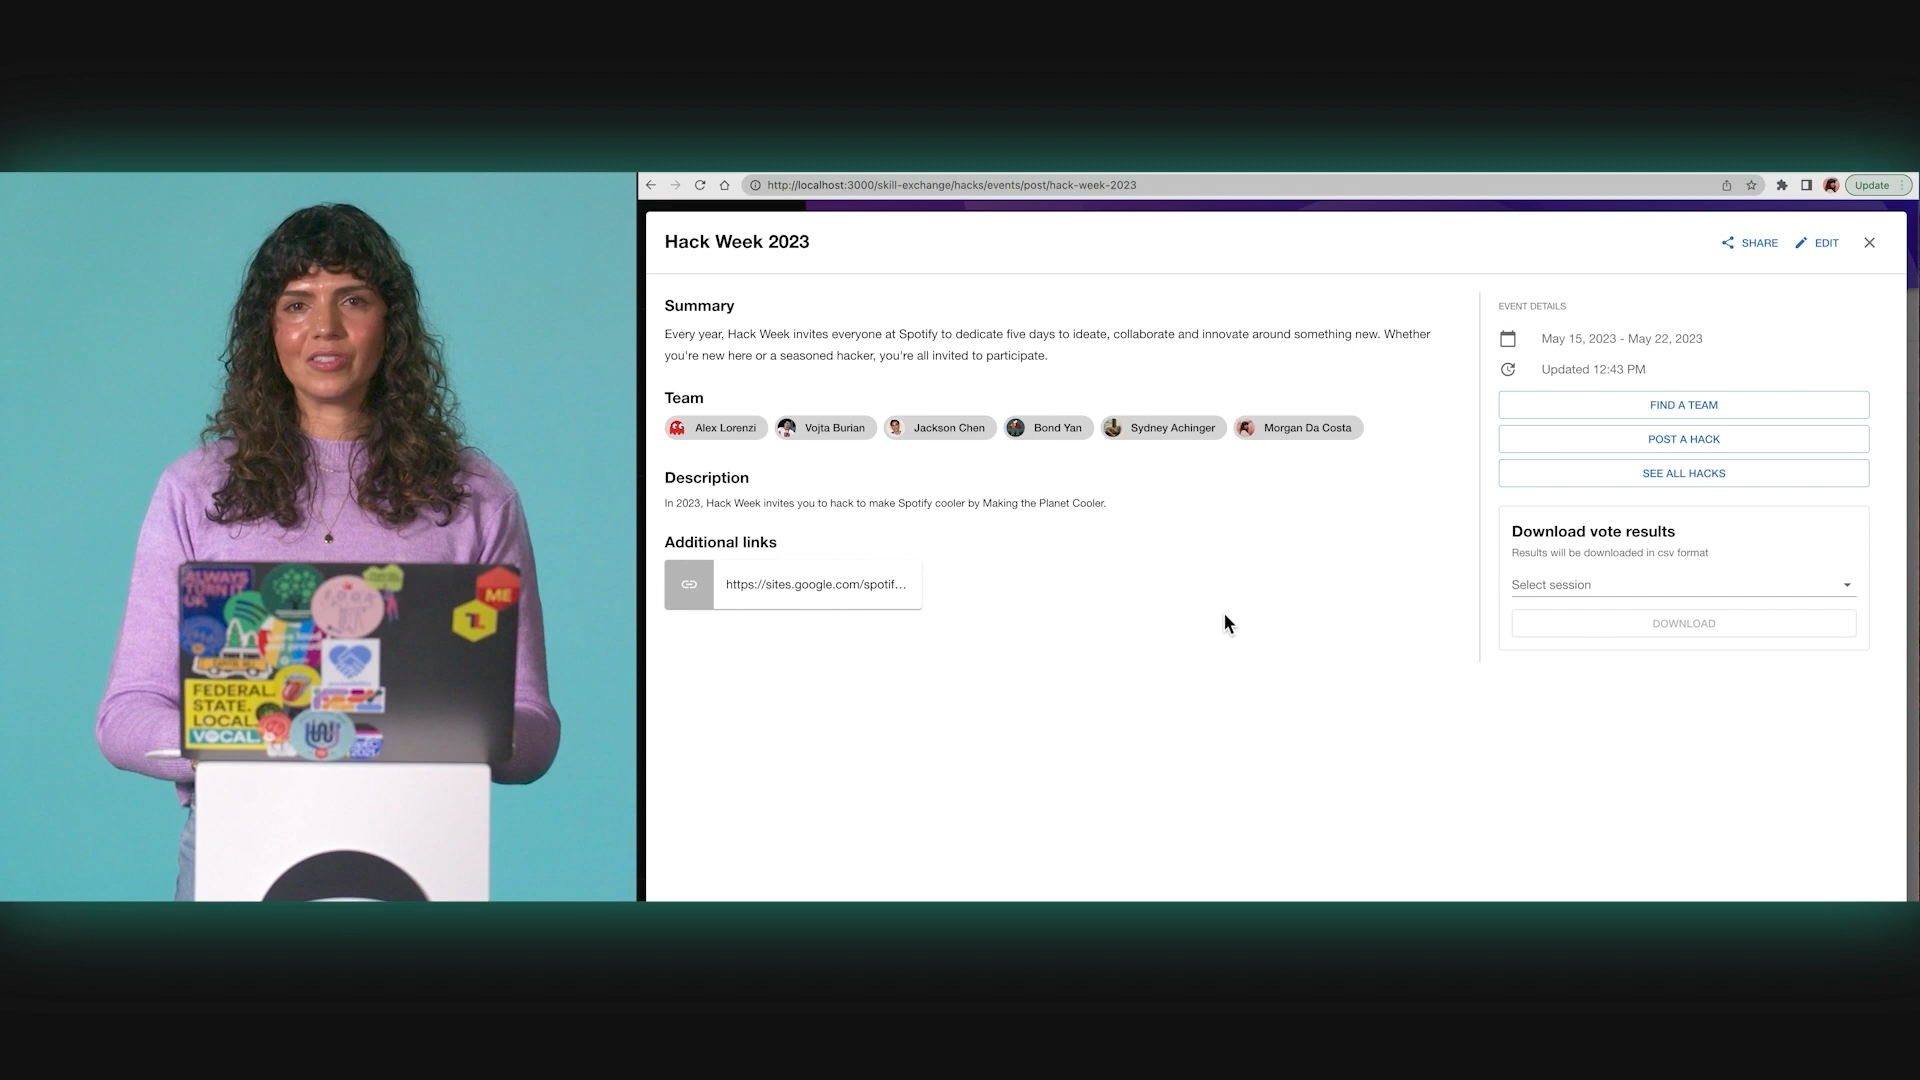 http://localhost:3000/skill-exchange/hacks/events/post/hack-week-2023
Update
Hack Week 2023
SHARE
EDIT
Summary
Every year, Hack Week invites everyone at Spotify to dedicate five days to ideate, collaborate and innovate around something new. Whether
you're new here or a seasoned hacker, you're all invited to participate.
Team
Alex Lorenzi
Vojta Burian
Jackson Chen
Bond Yan
Sydney Achinger
Morgan Da Costa
Description
In 2023, Hack Week invites you to hack to make Spotify cooler by Making the Planet Cooler.
Additional links
https://sites.google.com/spotif...
EVENT DETAILS
May 15, 2023 - May 22, 2023
Updated 12:43 PM
FIND A TEAM
POST A HACK
SEE ALL HACKS
Download vote results
Results will be downloaded in csv format
Select session
DOWNLOAD
ALWAYS
TURN IT
ME
FEDERAL.
STATE.
LOCAL.
VOCAL.